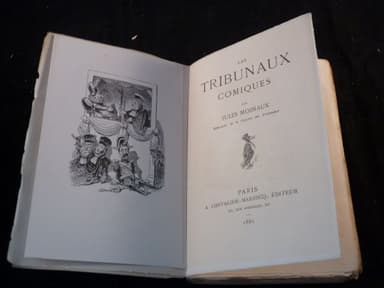 LES
TRIBUNAUX
COMIQUES
PAR
JULES MOINAUX
PARIS
A. CHEVALIER-MARESCQ, ÉDITEUR